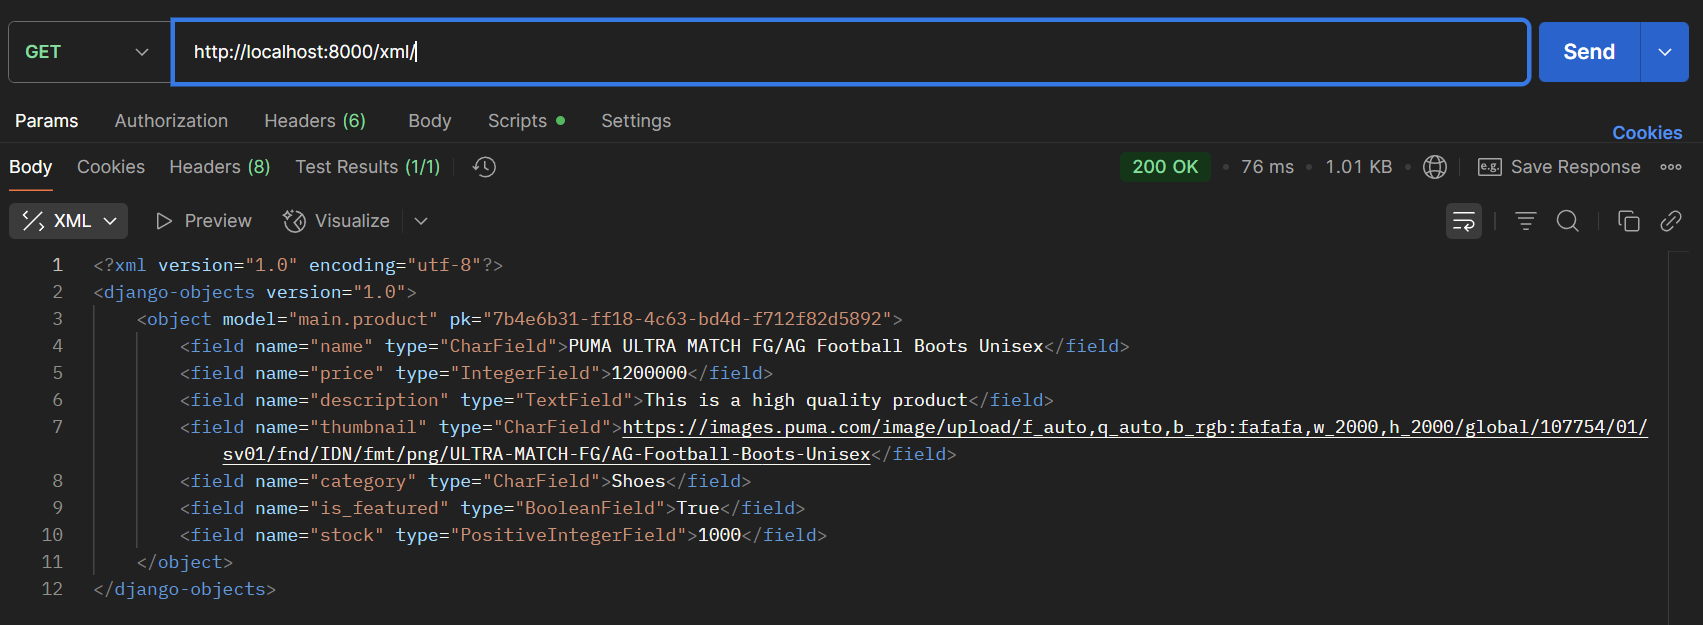 GET http://localhost:8000/xml/ Send
Params Authorization Headers (6) Body Scripts Settings Cookies
Body Cookies Headers (8) Test Results (1/1) 200 OK • 76 ms • 1.01 KB • e.g. Save Response
XML Preview Visualize
1 <?xml version="1.0" encoding="utf-8"?>
2 <django-objects version="1.0">
3 <object model="main.product" pk="7b4e6b31-ff18-4c63-bd4d-f712f82d5892">
4 <field name="name" type="CharField">PUMA ULTRA MATCH FG/AG Football Boots Unisex</field>
5 <field name="price" type="IntegerField">1200000</field>
6 <field name="description" type="TextField">This is a high quality product</field>
7 <field name="thumbnail" type="CharField">https://images.puma.com/image/upload/f_auto,q_auto,b_rgb:fafafa,w_2000,h_2000/global/107754/01/
sv01/fnd/IDN/fmt/png/ULTRA-MATCH-FG/AG-Football-Boots-Unisex</field>
8 <field name="category" type="CharField">Shoes</field>
9 <field name="is_featured" type="BooleanField">True</field>
10 <field name="stock" type="PositiveIntegerField">1000</field>
11 </object>
12 </django-objects>